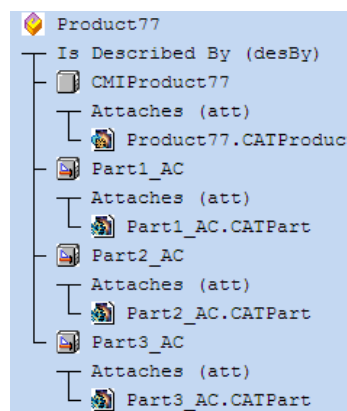 Product77
Is Described By (desBy)
CMIProduct77
Attaches (att)
Product77.CATProduc
Part1_AC
Attaches (att)
Part1_AC.CATPart
Part2_AC
Attaches (att)
Part2_AC.CATPart
Part3_AC
Attaches (att)
Part3_AC.CATPart